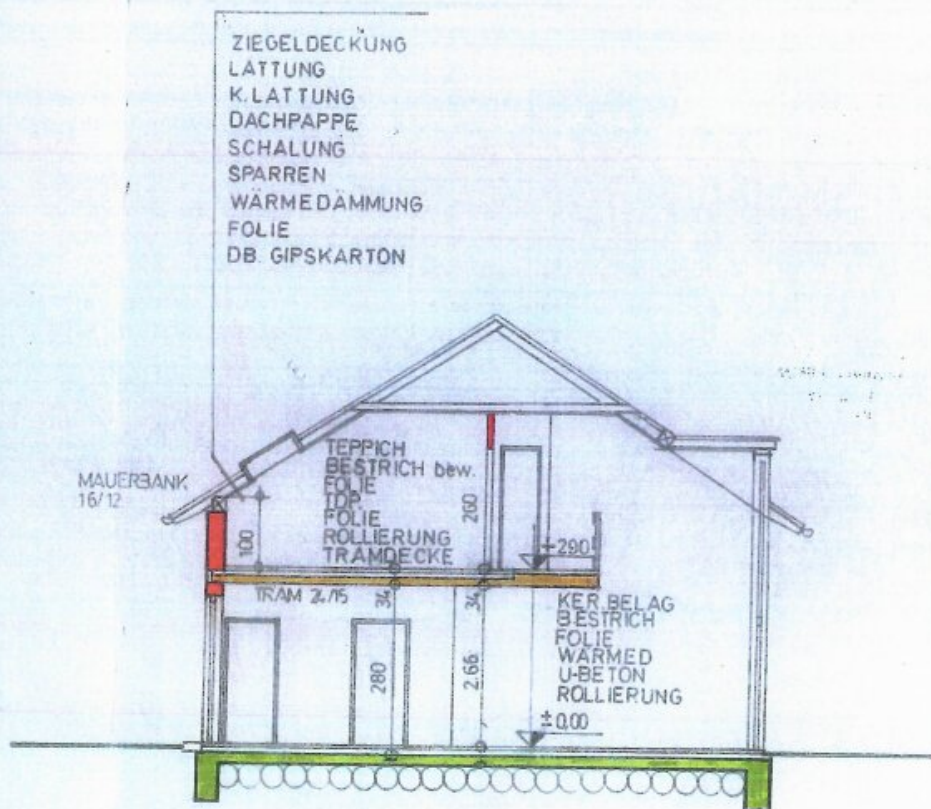 ZIEGELDECKUNG
LATTUNG
K.LATTUNG
DACHPAPPE
SCHALUNG
SPARREN
WÄRMEDÄMMUNG
FOLIE
DB. GIPSKARTON
MAUERBANK
16/12
TEPPICH
BESTRICH bew.
FOLIE
TDP.
FOLIE
ROLLIERUNG
TRAMDECKE
100
260
+290
TRAM 24/15
34
34
KER.BELAG
BESTRICH
FOLIE
WÄRMED
U-BETON
ROLLIERUNG
280
2.66
±0.00